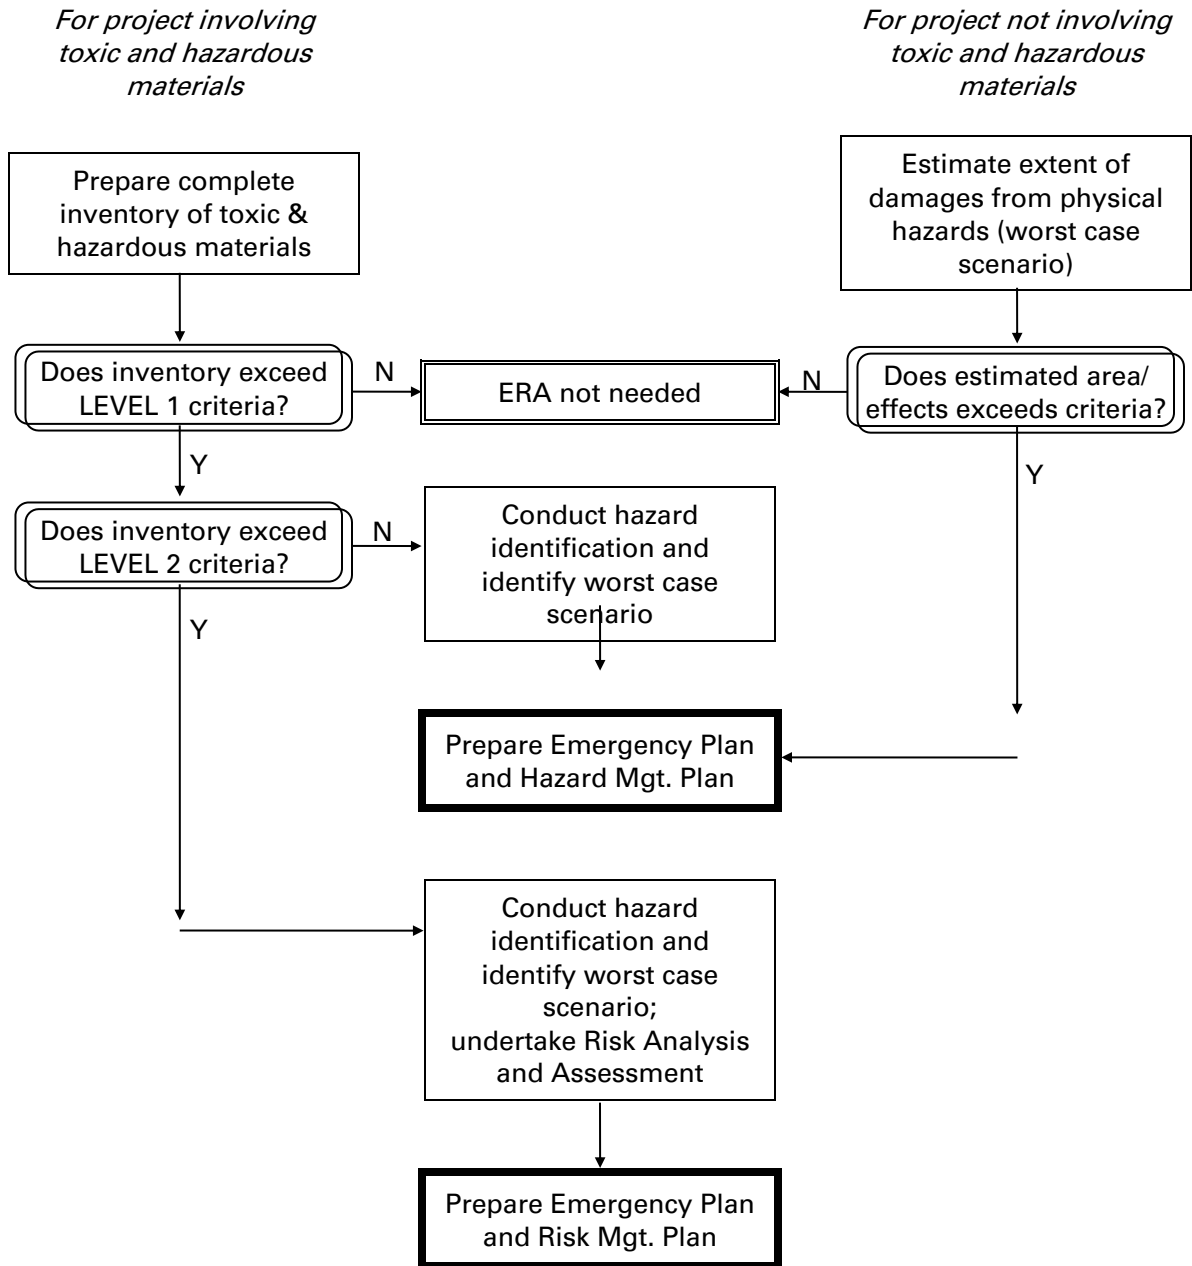 For project involving
toxic and hazardous
materials
For project not involving
toxic and hazardous
materials
Prepare complete
inventory of toxic &
hazardous materials
Estimate extent of
damages from physical
hazards (worst case
scenario)
Does inventory exceed
LEVEL 1 criteria?
N
ERA not needed
N
Does estimated area/
effects exceeds criteria?
Y
Y
Does inventory exceed
LEVEL 2 criteria?
N
Conduct hazard
identification and
identify worst case
scenario
Y
Prepare Emergency Plan
and Hazard Mgt. Plan
Conduct hazard
identification and
identify worst case
scenario;
undertake Risk Analysis
and Assessment
Prepare Emergency Plan
and Risk Mgt. Plan